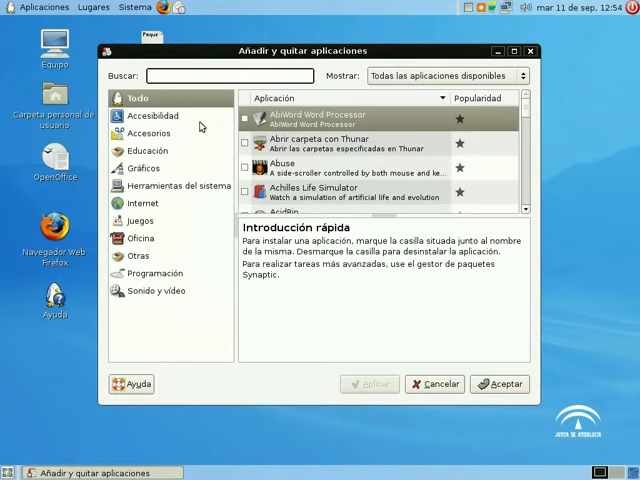 Aplicaciones Lugares Sistema mar 11 de sep, 12:54
Peque
Equipo
Carpeta personal de
usuario
OpenOffice
Navegador Web
Firefox
Ayuda
Añadir y quitar aplicaciones
Buscar: Mostrar: Todas las aplicaciones disponibles
Todo
Accesibilidad
Accesorios
Educación
Gráficos
Herramientas del sistema
Internet
Juegos
Oficina
Otras
Programación
Sonido y vídeo
Aplicación Popularidad
AbiWord Word Processor
AbiWord Word Processor
Abrir carpeta con Thunar
Abrir las carpetas especificadas en Thunar
Abuse
A side-scroller controlled by both mouse and ke...
Achilles Life Simulator
Watch a simulation of artificial life and evolution
Introducción rápida
Para instalar una aplicación, marque la casilla situada junto al nombre
de la misma. Desmarque la casilla para desinstalar la aplicación.
Para realizar tareas más avanzadas, use el gestor de paquetes
Synaptic.
Ayuda Aplicar Cancelar Aceptar
JUNTA DE ANDALUCIA
Añadir y quitar aplicaciones